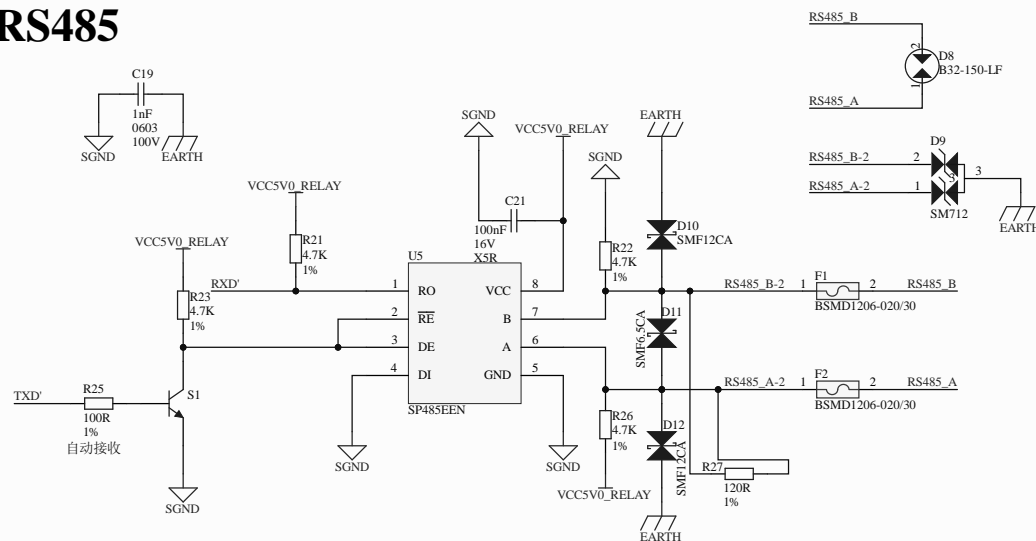 RS485
C19
1nF
0603
100V
SGND
EARTH
RS485_B
2
D8
B32-150-LF
1
RS485_A
D9
RS485_B-2
2
3
3
RS485_A-2
1
SM712
EARTH
SGND
VCC5V0_RELAY
EARTH
SGND
C21
100nF
16V
X5R
VCC5V0_RELAY
R21
4.7K
1%
VCC5V0_RELAY
R23
4.7K
1%
RXD'
U5
1
RO
VCC
8
2
RE
B
7
3
DE
A
6
4
DI
GND
5
SP485EEN
R22
4.7K
1%
D10
SMF12CA
D11
SMF6.5CA
RS485_B-2
1
F1
2
RS485_B
BSMD1206-020/30
RS485_A-2
1
F2
2
RS485_A
BSMD1206-020/30
TXD'
R25
100R
1%
自动接收
S1
SGND
SGND
SGND
R26
4.7K
1%
VCC5V0_RELAY
D12
SMF12CA
EARTH
R27
120R
1%